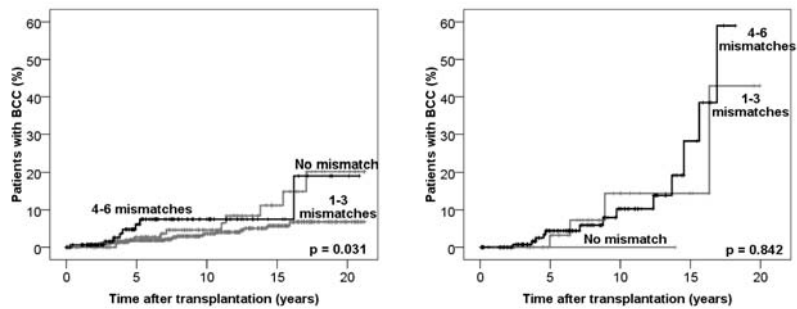 60
50
40
30
20
10
0
Patients with BCC (%)
No mismatch
4-6 mismatches
1-3
mismatches
p = 0.031
0 5 10 15 20
Time after transplantation (years)
60
50
40
30
20
10
0
Patients with BCC (%)
4-6
mismatches
1-3
mismatches
No mismatch
p = 0.842
0 5 10 15 20
Time after transplantation (years)